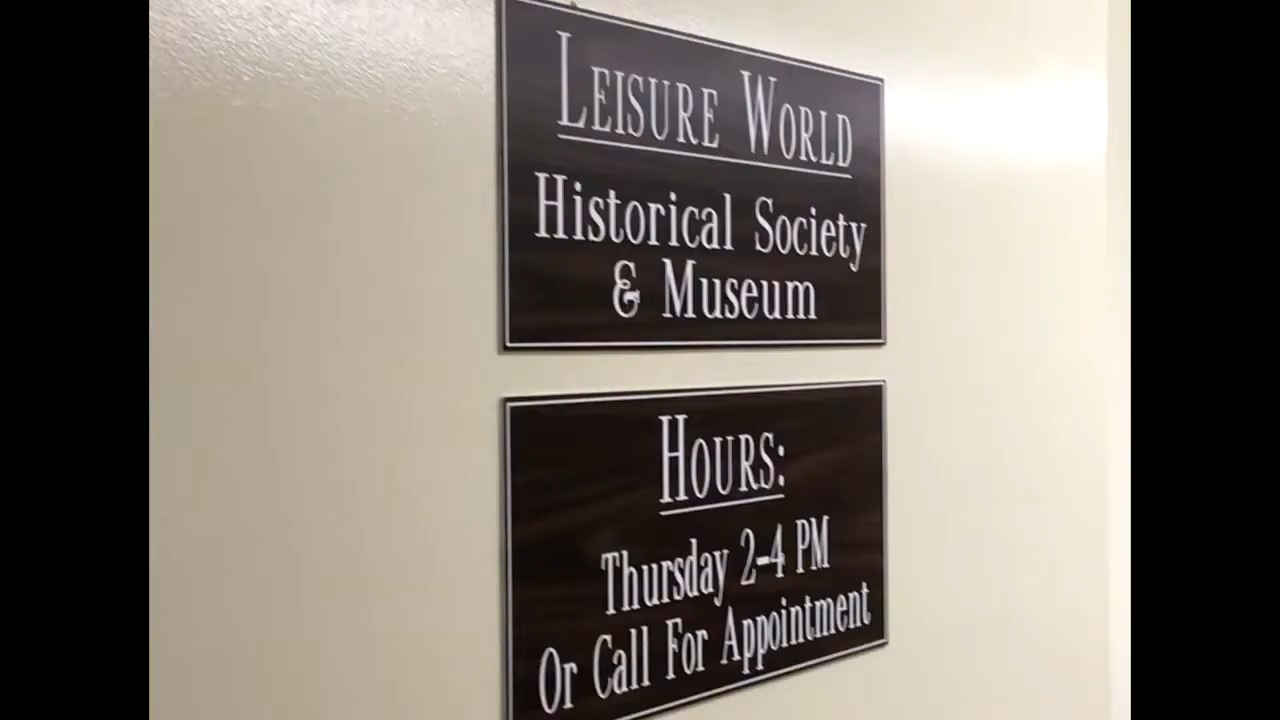 LEISURE WORLD
Historical Society
& Museum
HOURS:
Thursday 2-4 PM
Or Call For Appointment